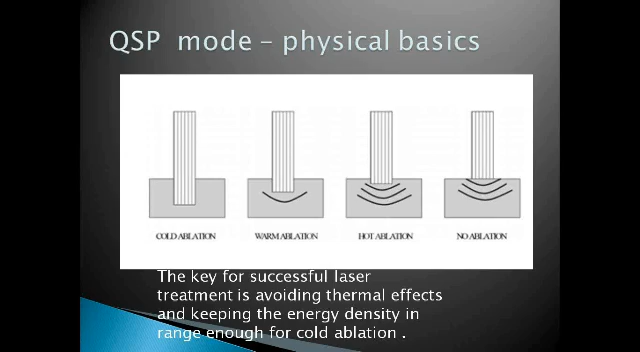 QSP mode – physical basics
COLD ABLATION WARM ABLATION HOT ABLATION NO ABLATION
The key for successful laser
treatment is avoiding thermal effects
and keeping the energy density in
range enough for cold ablation .